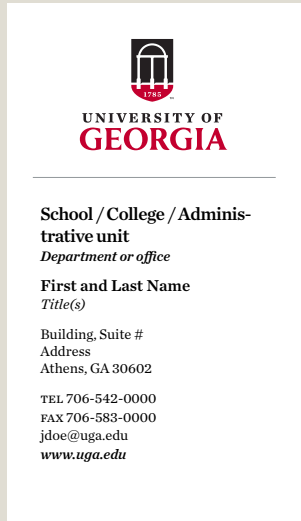 1785
UNIVERSITY OF
GEORGIA
School / College / Adminis-
trative unit
Department or office
First and Last Name
Title(s)
Building, Suite #
Address
Athens, GA 30602
TEL 706-542-0000
FAX 706-583-0000
jdoe@uga.edu
www.uga.edu